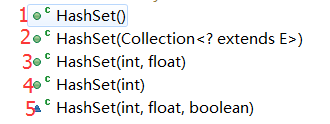 1 c HashSet()
2 c HashSet(Collection<? extends E>)
3 c HashSet(int, float)
4 c HashSet(int)
5 c HashSet(int, float, boolean)